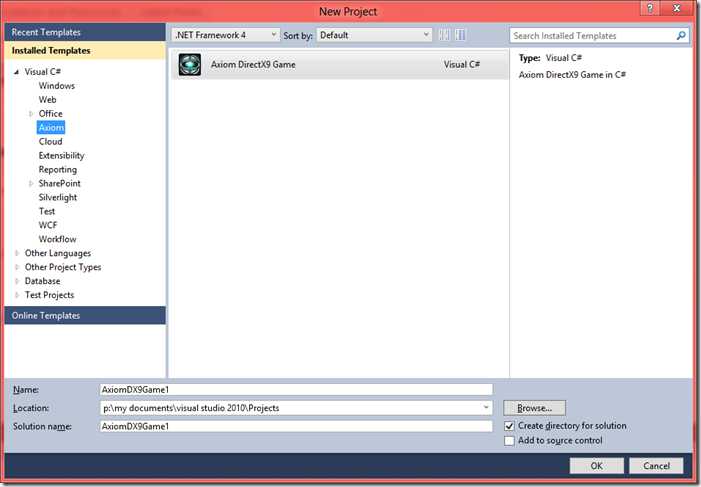 New Project
?
Recent Templates
.NET Framework 4
Sort by: Default
Search Installed Templates
Installed Templates
Visual C#
Windows
Web
Office
Axiom
Cloud
Extensibility
Reporting
SharePoint
Silverlight
Test
WCF
Workflow
Other Languages
Other Project Types
Database
Test Projects
Online Templates
Axiom DirectX9 Game Visual C#
Type: Visual C#
Axiom DirectX9 Game in C#
Name: AxiomDX9Game1
Location: p:\my documents\visual studio 2010\Projects
Browse...
Solution name: AxiomDX9Game1
Create directory for solution
Add to source control
OK
Cancel